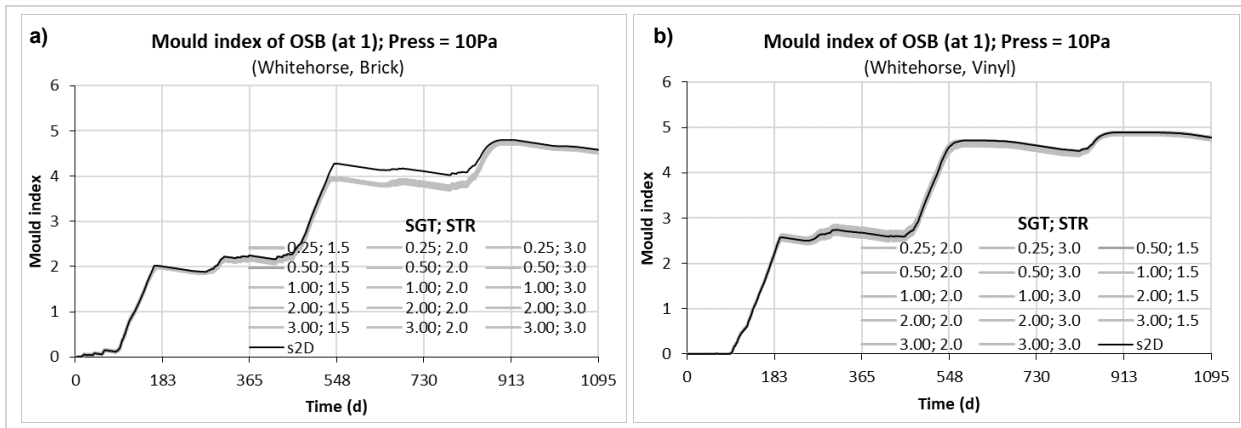 a)
Mould index of OSB (at 1); Press = 10Pa
(Whitehorse, Brick)
Mould index
6
5
4
3
2
1
0
SGT; STR
0.25; 1.5 0.25; 2.0 0.25; 3.0
0.50; 1.5 0.50; 2.0 0.50; 3.0
1.00; 1.5 1.00; 2.0 1.00; 3.0
2.00; 1.5 2.00; 2.0 2.00; 3.0
3.00; 1.5 3.00; 2.0 3.00; 3.0
s2D
0 183 365 548 730 913 1095
Time (d)
b)
Mould index of OSB (at 1); Press = 10Pa
(Whitehorse, Vinyl)
Mould index
6
5
4
3
2
1
0
SGT; STR
0.25; 2.0 0.25; 3.0 0.50; 1.5
0.50; 2.0 0.50; 3.0 1.00; 1.5
1.00; 2.0 1.00; 3.0 2.00; 1.5
2.00; 2.0 2.00; 3.0 3.00; 1.5
3.00; 2.0 3.00; 3.0 s2D
0 183 365 548 730 913 1095
Time (d)